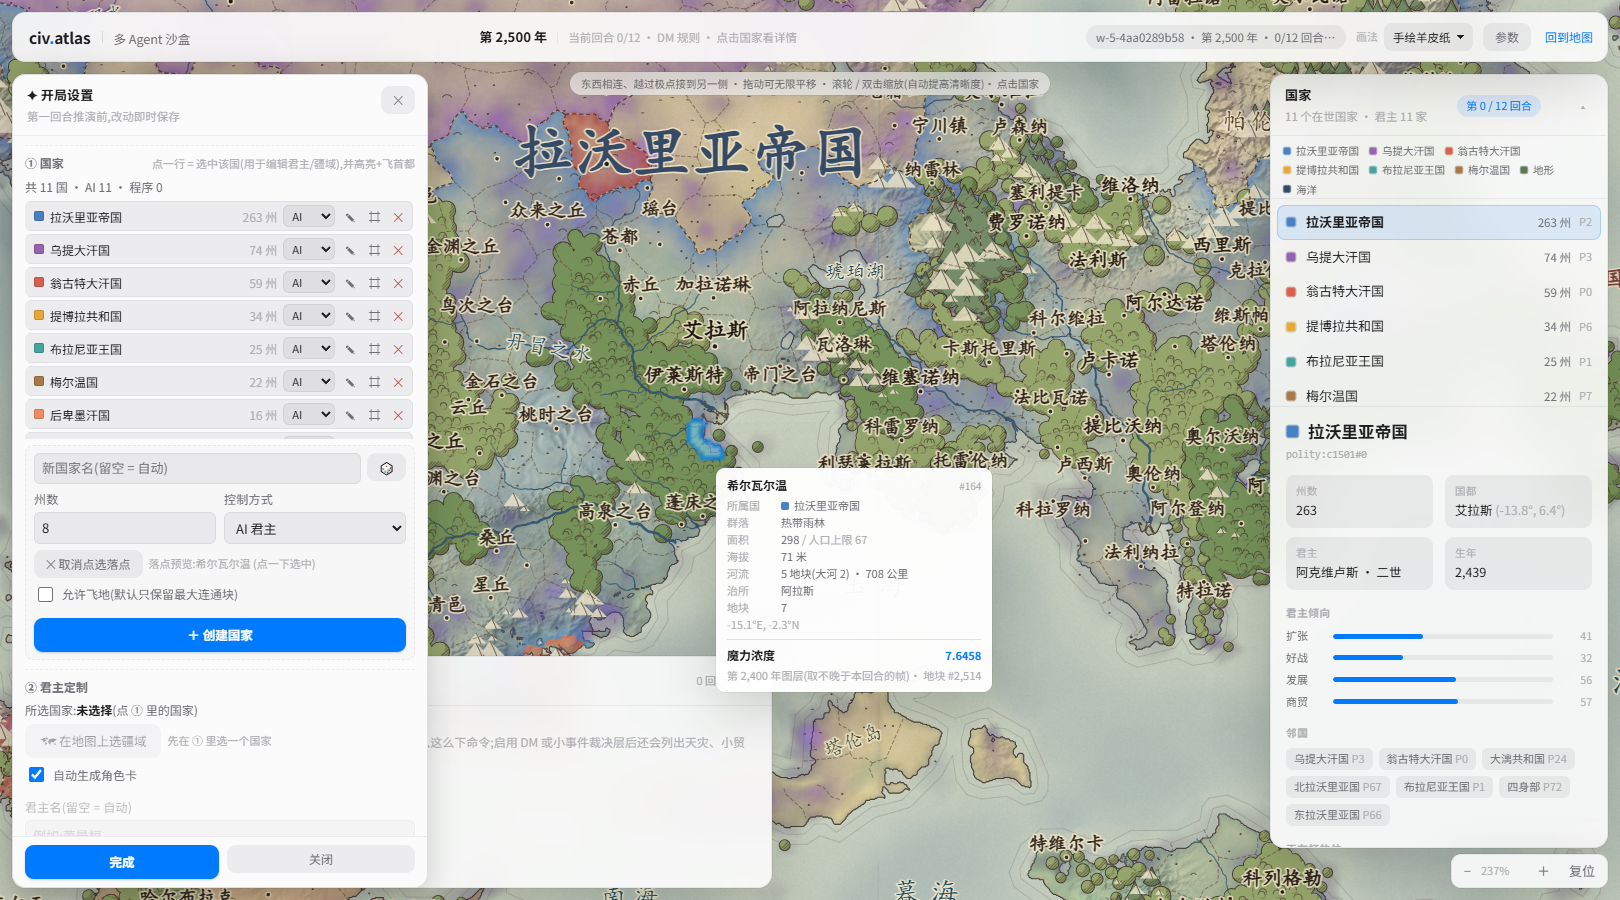 civ.atlas
多 Agent 沙盒
第 2,500 年
当前回合 0/12 · DM 规则 · 点击国家看详情
w-5-4aa0289b58 · 第 2,500 年 · 0/12 回合…
画法
手绘羊皮纸
参数
回到地图
东西相连、越过极点接到另一侧 · 拖动可无限平移 · 滚轮 / 双击缩放(自动提高清晰度) · 点击国家
✦ 开局设置
第一回合推演前,改动即时保存
① 国家
点一行 = 选中该国(用于编辑君主/疆域),并高亮+飞首都
共 11 国 · AI 11 · 程序 0
拉沃里亚帝国 263 州 AI
乌提大汗国 74 州 AI
翁古特大汗国 59 州 AI
提博拉共和国 34 州 AI
布拉尼亚王国 25 州 AI
梅尔温国 22 州 AI
后卑墨汗国 16 州 AI
新国家名(留空 = 自动)
州数
控制方式
8
AI 君主
✕取消点选落点
落点预览:希尔瓦尔温 (点一下选中)
允许飞地(默认只保留最大连通块)
＋ 创建国家
② 君主定制
所选国家:未选择(点 ① 里的国家)
在地图上选疆域
先在 ① 里选一个国家
自动生成角色卡
君主名(留空 = 自动)
完成
关闭
拉沃里亚帝国
宁川镇
卢森纳
纳雷林
塞利提卡
维洛纳
众来之丘
瑶台
费罗诺纳
苍都
金渊之丘
西里斯
法利斯
琥珀湖
赤丘
加拉诺琳
鸟次之台
阿拉纳尼斯
阿尔达诺
科尔维拉
艾拉斯
瓦洛琳
卡斯托里斯
塔伦纳
丹冒之水
卢卡诺
伊莱斯特
帝门之台
维塞诺纳
金石之台
法比瓦诺
云丘
桃时之台
科雷罗纳
提比沃纳
奥尔沃纳
托雷伦纳
卢西斯
奥伦纳
高泉之台
科拉罗纳
阿尔登纳
桑丘
法利纳拉
星丘
特拉诺
青邑
塔伦岛
特维尔卡
科列格勒
哈尔布拉克
南海
暮海
希尔瓦尔温 #164
所属国 拉沃里亚帝国
群落 热带雨林
面积 298 / 人口上限 67
海拔 71 米
河流 5 地块(大河 2) · 708 公里
治所 阿拉斯
地块 7
-15.1°E, -2.3°N
魔力浓度 7.6458
第 2,400 年图层(取不晚于本回合的帧) · 地块 #2,514
0 回
这么下命令;启用 DM 或小事件裁决层后还会列出天灾、小贸
国家
11 个在世国家 · 君主 11 家
第 0 / 12 回合
拉沃里亚帝国 乌提大汗国 翁古特大汗国
提博拉共和国 布拉尼亚王国 梅尔温国 地形
海洋
拉沃里亚帝国 263 州 P2
乌提大汗国 74 州 P3
翁古特大汗国 59 州 P0
提博拉共和国 34 州 P6
布拉尼亚王国 25 州 P1
梅尔温国 22 州 P7
拉沃里亚帝国
polity:c1501#0
州数
263
国都
艾拉斯 (-13.8°, 6.4°)
君主
阿克维卢斯 · 二世
生年
2,439
君主倾向
扩张 41
好战 32
发展 56
商贸 57
邻国
乌提大汗国 P3 翁古特大汗国 P0 大漓共和国 P24
北拉沃里亚国 P67 布拉尼亚王国 P1 四身部 P72
东拉沃里亚国 P66
− 237% ＋ 复位